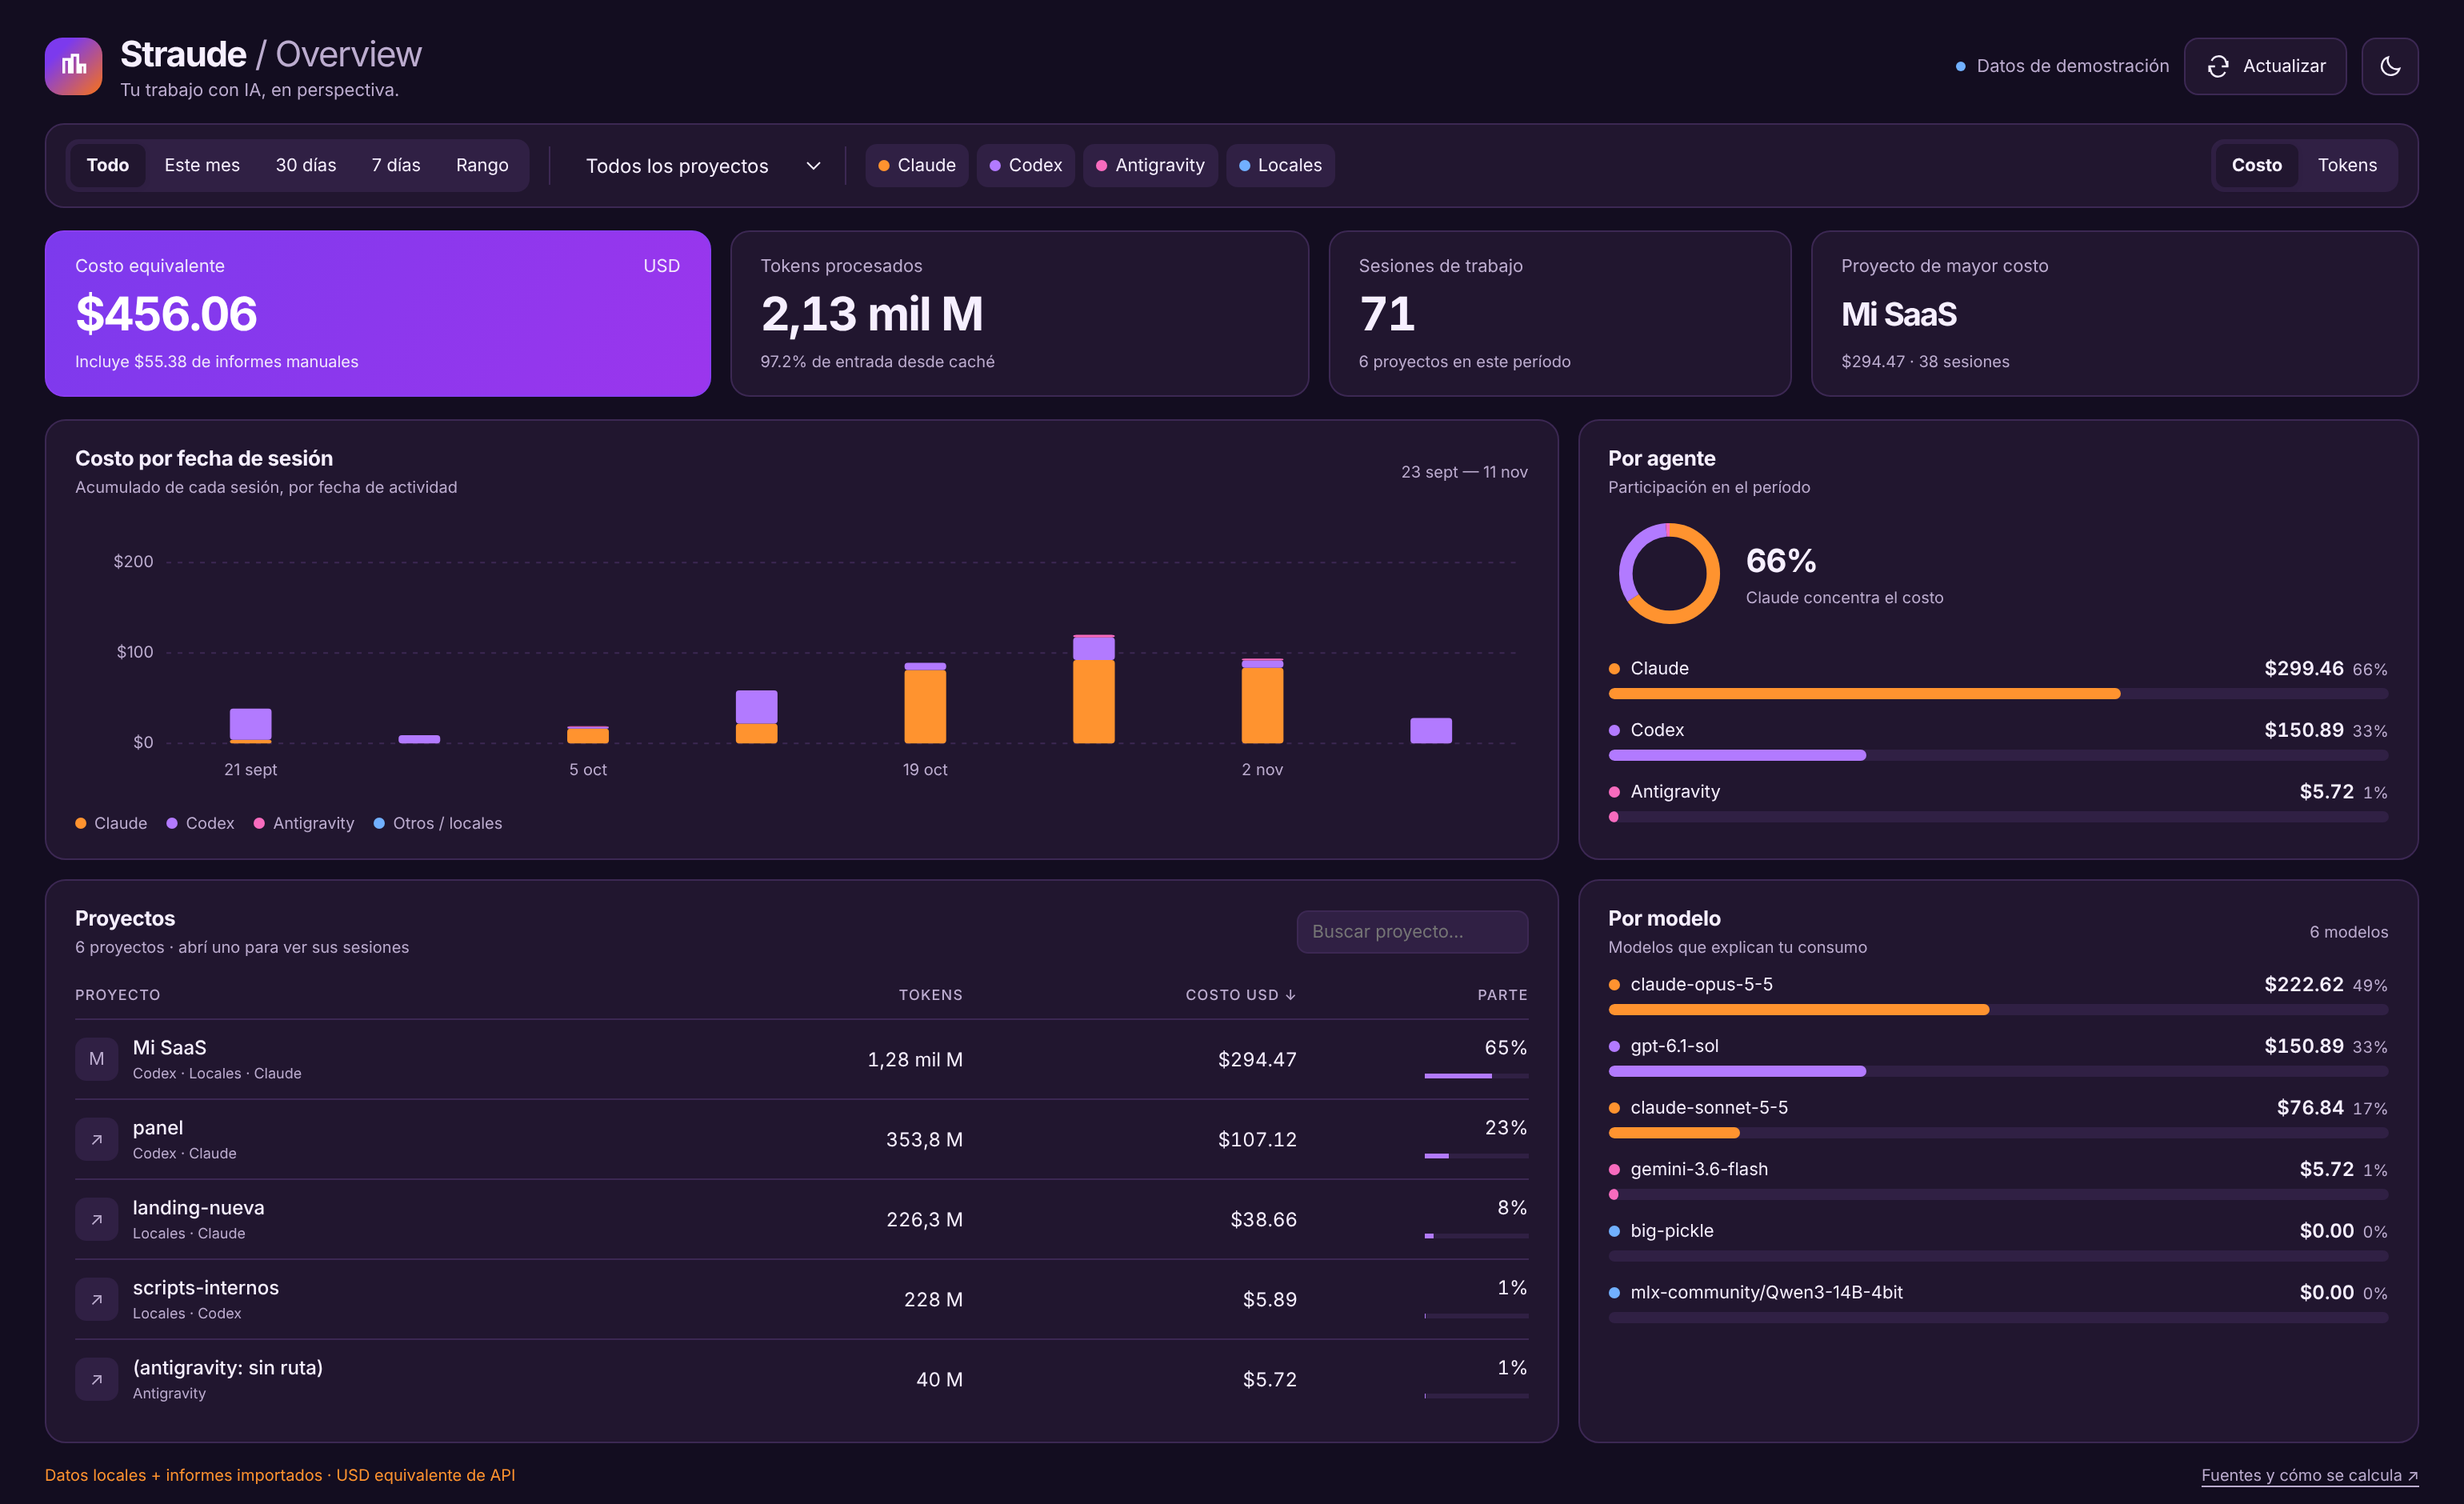 Straude / Overview
Tu trabajo con IA, en perspectiva.
Datos de demostración
Actualizar
Todo
Este mes
30 días
7 días
Rango
Todos los proyectos
Claude
Codex
Antigravity
Locales
Costo
Tokens
Costo equivalente
USD
$456.06
Incluye $55.38 de informes manuales
Tokens procesados
2,13 mil M
97.2% de entrada desde caché
Sesiones de trabajo
71
6 proyectos en este período
Proyecto de mayor costo
Mi SaaS
$294.47 · 38 sesiones
Costo por fecha de sesión
Acumulado de cada sesión, por fecha de actividad
23 sept — 11 nov
$200
$100
$0
21 sept
5 oct
19 oct
2 nov
Claude
Codex
Antigravity
Otros / locales
Por agente
Participación en el período
66%
Claude concentra el costo
Claude $299.46 66%
Codex $150.89 33%
Antigravity $5.72 1%
Proyectos
6 proyectos · abrí uno para ver sus sesiones
Buscar proyecto...
PROYECTO TOKENS COSTO USD ↓ PARTE
M
Mi SaaS
Codex · Locales · Claude
1,28 mil M
$294.47
65%
↗
panel
Codex · Claude
353,8 M
$107.12
23%
↗
landing-nueva
Locales · Claude
226,3 M
$38.66
8%
↗
scripts-internos
Locales · Codex
228 M
$5.89
1%
↗
(antigravity: sin ruta)
Antigravity
40 M
$5.72
1%
Por modelo
Modelos que explican tu consumo
6 modelos
claude-opus-5-5 $222.62 49%
gpt-6.1-sol $150.89 33%
claude-sonnet-5-5 $76.84 17%
gemini-3.6-flash $5.72 1%
big-pickle $0.00 0%
mlx-community/Qwen3-14B-4bit $0.00 0%
Datos locales + informes importados · USD equivalente de API
Fuentes y cómo se calcula ↗